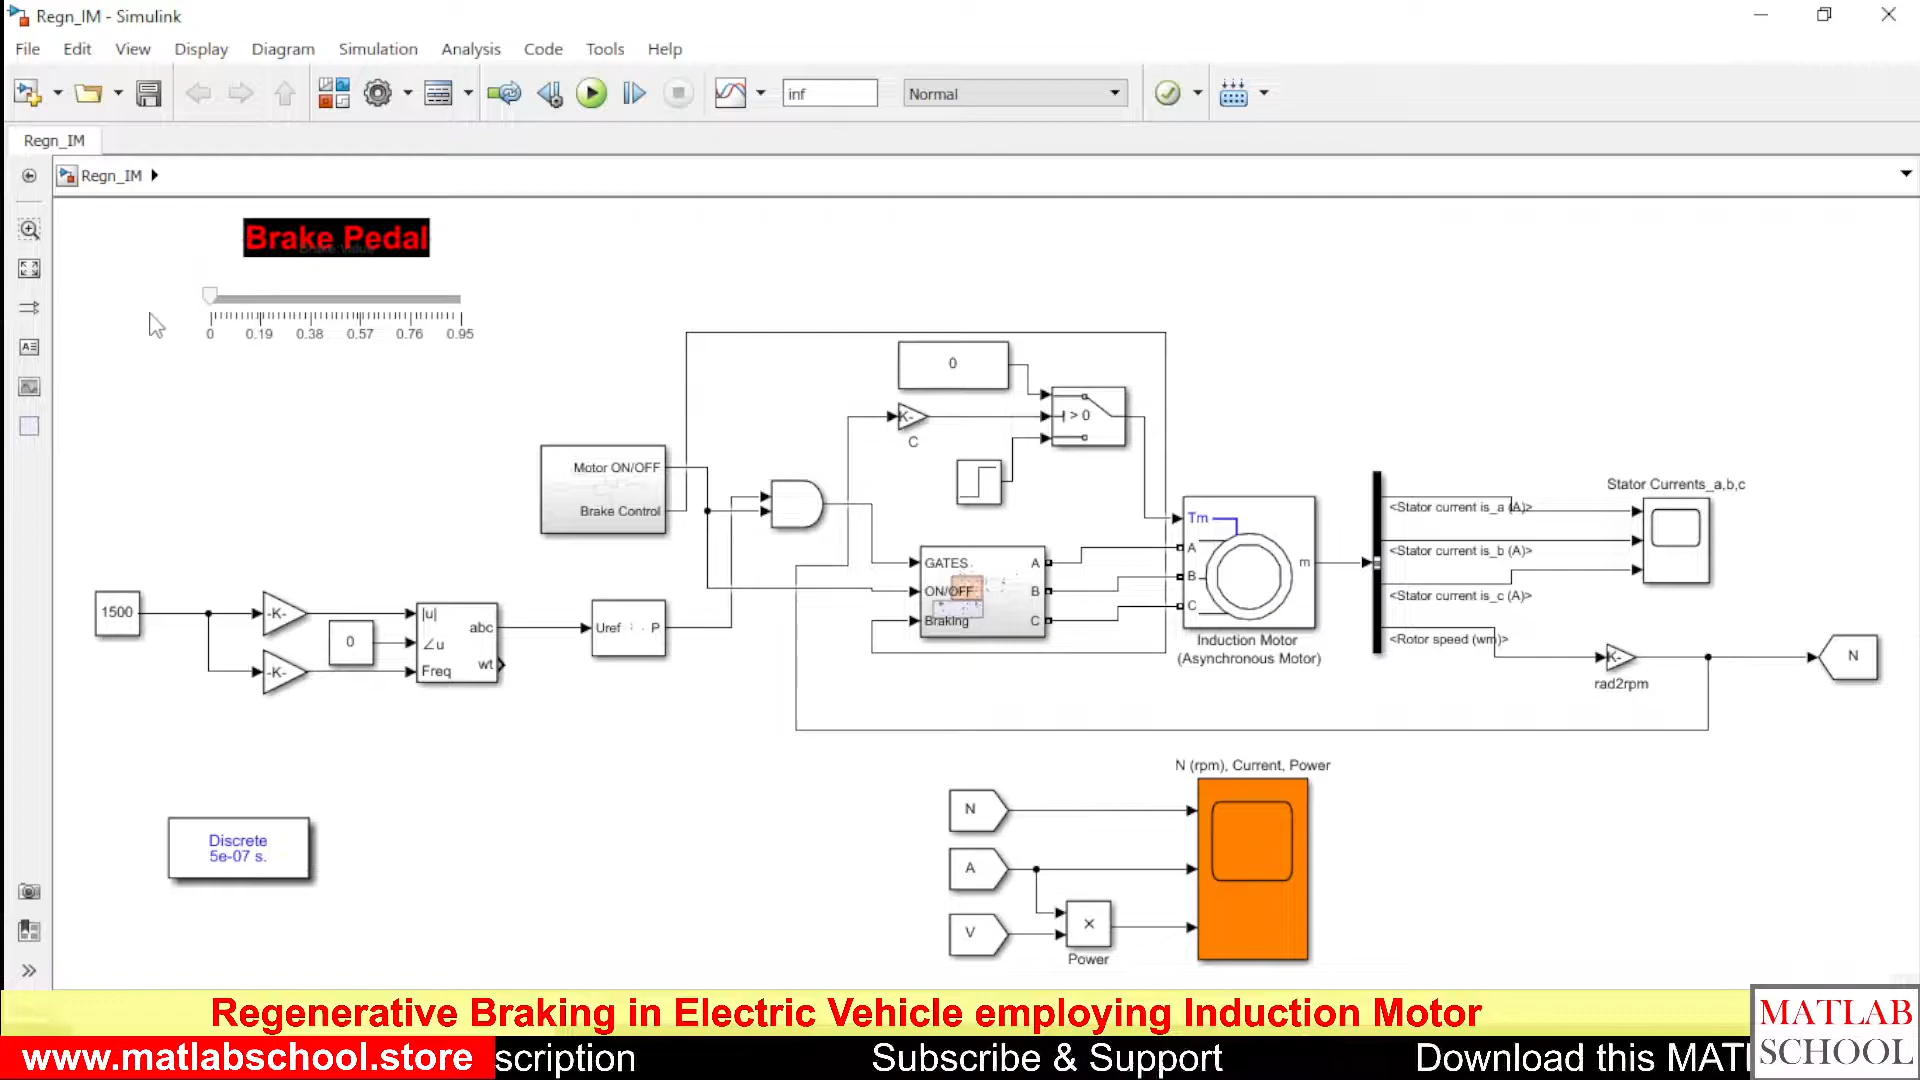 Regn_IM - Simulink
File Edit View Display Diagram Simulation Analysis Code Tools Help
inf Normal
Regn_IM
Regn_IM
Brake Pedal
0 0.19 0.38 0.57 0.76 0.95
0
K-
> 0
C
Motor ON/OFF
Brake Control
Tm
A
B
C
m
Induction Motor
(Asynchronous Motor)
GATES
ON/OFF
Braking
A
B
C
Stator Currents_a,b,c
<Stator current is_a (A)>
<Stator current is_b (A)>
<Stator current is_c (A)>
<Rotor speed (wm)>
K-
rad2rpm
N
1500
-K-
-K-
0
|u|
∠u
Freq
abc
wt
Uref
P
N (rpm), Current, Power
N
A
V
×
Power
Discrete
5e-07 s.
Regenerative Braking in Electric Vehicle employing Induction Motor
MATLAB
SCHOOL
www.matlabschool.store
scription Subscribe & Support Download this MATL